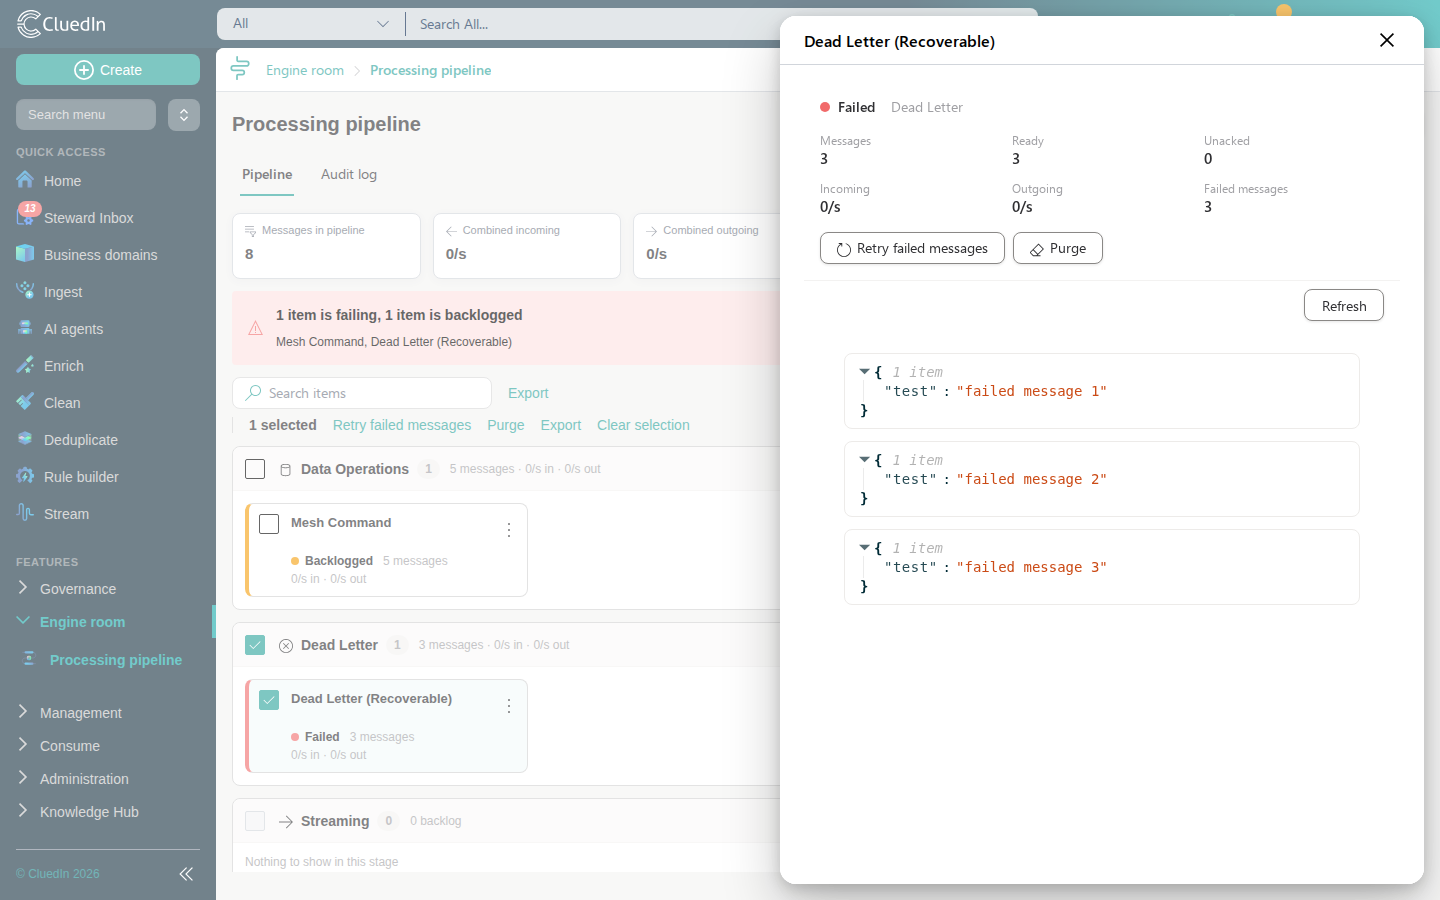 CluedIn
All
Search All...
Create
Search menu
QUICK ACCESS
Home
13
Steward Inbox
Business domains
Ingest
AI agents
Enrich
Clean
Deduplicate
Rule builder
Stream
FEATURES
Governance
Engine room
Processing pipeline
Management
Consume
Administration
Knowledge Hub
© CluedIn 2026
Engine room
Processing pipeline
Processing pipeline
Pipeline
Audit log
Messages in pipeline
8
Combined incoming
0/s
Combined outgoing
0/s
1 item is failing, 1 item is backlogged
Mesh Command, Dead Letter (Recoverable)
Search items
Export
1 selected
Retry failed messages
Purge
Export
Clear selection
Data Operations
1
5 messages · 0/s in · 0/s out
Mesh Command
Backlogged
5 messages
0/s in · 0/s out
Dead Letter
1
3 messages · 0/s in · 0/s out
Dead Letter (Recoverable)
Failed
3 messages
0/s in · 0/s out
Streaming
0
0 backlog
Nothing to show in this stage
Dead Letter (Recoverable)
Failed
Dead Letter
Messages
3
Ready
3
Unacked
0
Incoming
0/s
Outgoing
0/s
Failed messages
3
Retry failed messages
Purge
Refresh
{ 1 item
"test" : "failed message 1"
}
{ 1 item
"test" : "failed message 2"
}
{ 1 item
"test" : "failed message 3"
}